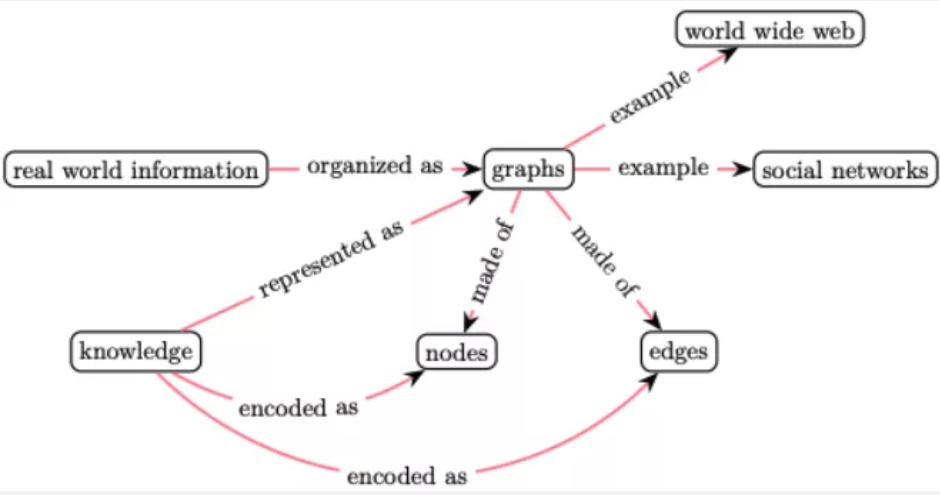 world wide web
example
real world information
organized as
graphs
example
social networks
represented as
made of
made of
knowledge
nodes
edges
encoded as
encoded as